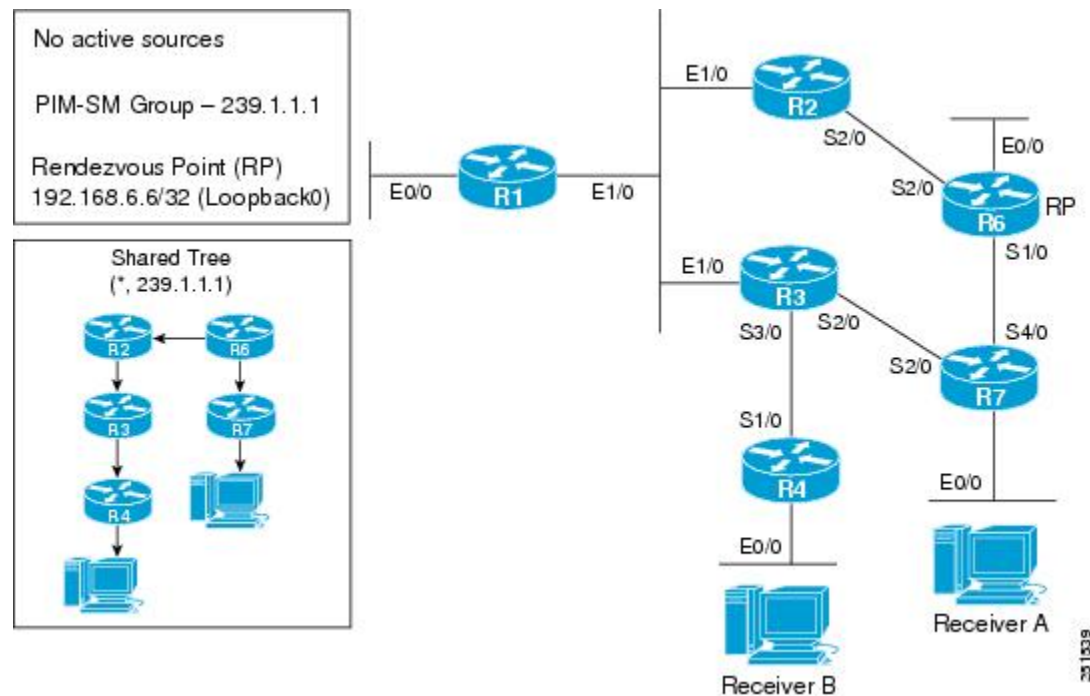 No active sources
PIM-SM Group – 239.1.1.1
Rendezvous Point (RP)
192.168.6.6/32 (Loopback0)
Shared Tree
(*, 239.1.1.1)
R2
R6
R3
R7
R4
E0/0
R1
E1/0
E1/0
R2
S2/0
E0/0
S2/0
R6
RP
S1/0
E1/0
R3
S3/0
S2/0
S4/0
S2/0
R7
S1/0
R4
E0/0
E0/0
Receiver A
Receiver B
251539